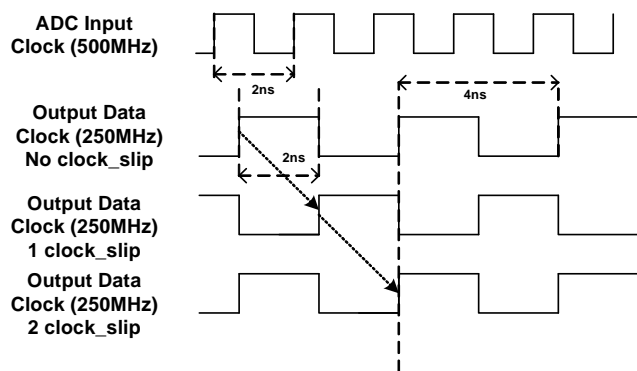 ADC Input
Clock (500MHz)
2ns
4ns
Output Data
Clock (250MHz)
No clock_slip
2ns
Output Data
Clock (250MHz)
1 clock_slip
Output Data
Clock (250MHz)
2 clock_slip